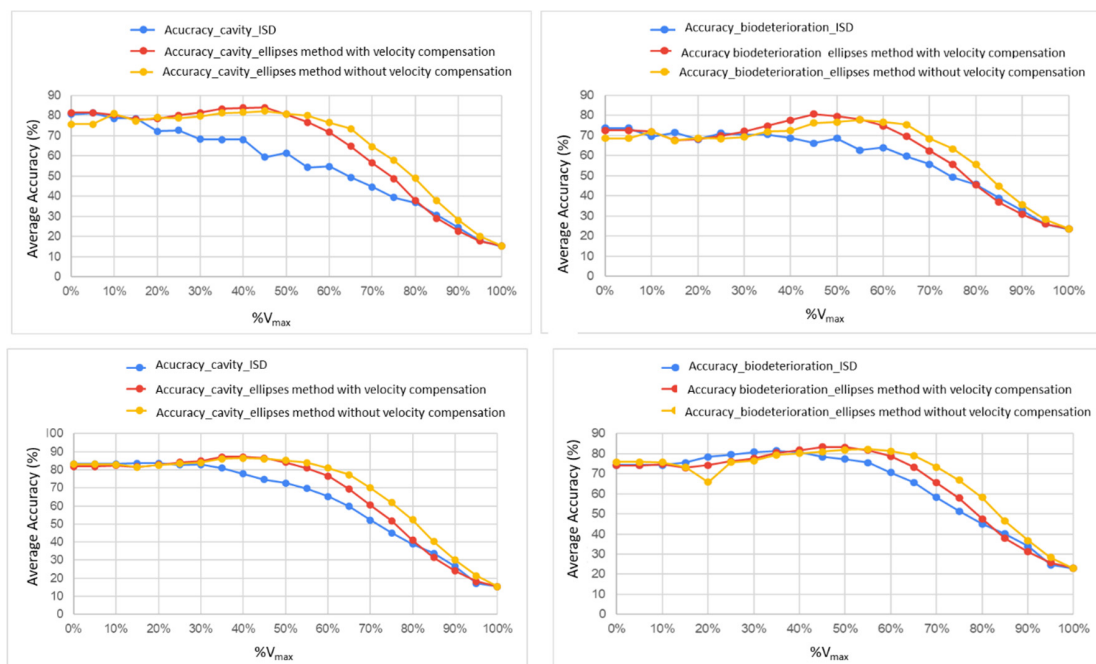 Acucracy_cavity_ISD
Accuracy_cavity_ellipses method with velocity compensation
Accuracy_cavity_ellipses method without velocity compensation
Average Accuracy (%)
90
80
70
60
50
40
30
20
10
0
0% 10% 20% 30% 40% 50% 60% 70% 80% 90% 100%
%Vmax
Accuracy_biodeterioration_ISD
Accuracy biodeterioration_ellipses method with velocity compensation
Accuracy_biodeterioration_ellipses method without velocity compensation
Average Accuracy (%)
90
80
70
60
50
40
30
20
10
0
0% 10% 20% 30% 40% 50% 60% 70% 80% 90% 100%
%Vmax
Acucracy_cavity_ISD
Accuracy_cavity_ellipses method with velocity compensation
Accuracy_cavity_ellipses method without velocity compensation
Average Accuracy (%)
100
90
80
70
60
50
40
30
20
10
0
0% 10% 20% 30% 40% 50% 60% 70% 80% 90% 100%
%Vmax
Accuracy_biodeterioration_ISD
Accuracy biodeterioration_ellipses method with velocity compensation
Accuracy_biodeterioration_ellipses method without velocity compensation
Average Accuracy (%)
90
80
70
60
50
40
30
20
10
0
0% 10% 20% 30% 40% 50% 60% 70% 80% 90% 100%
%Vmax